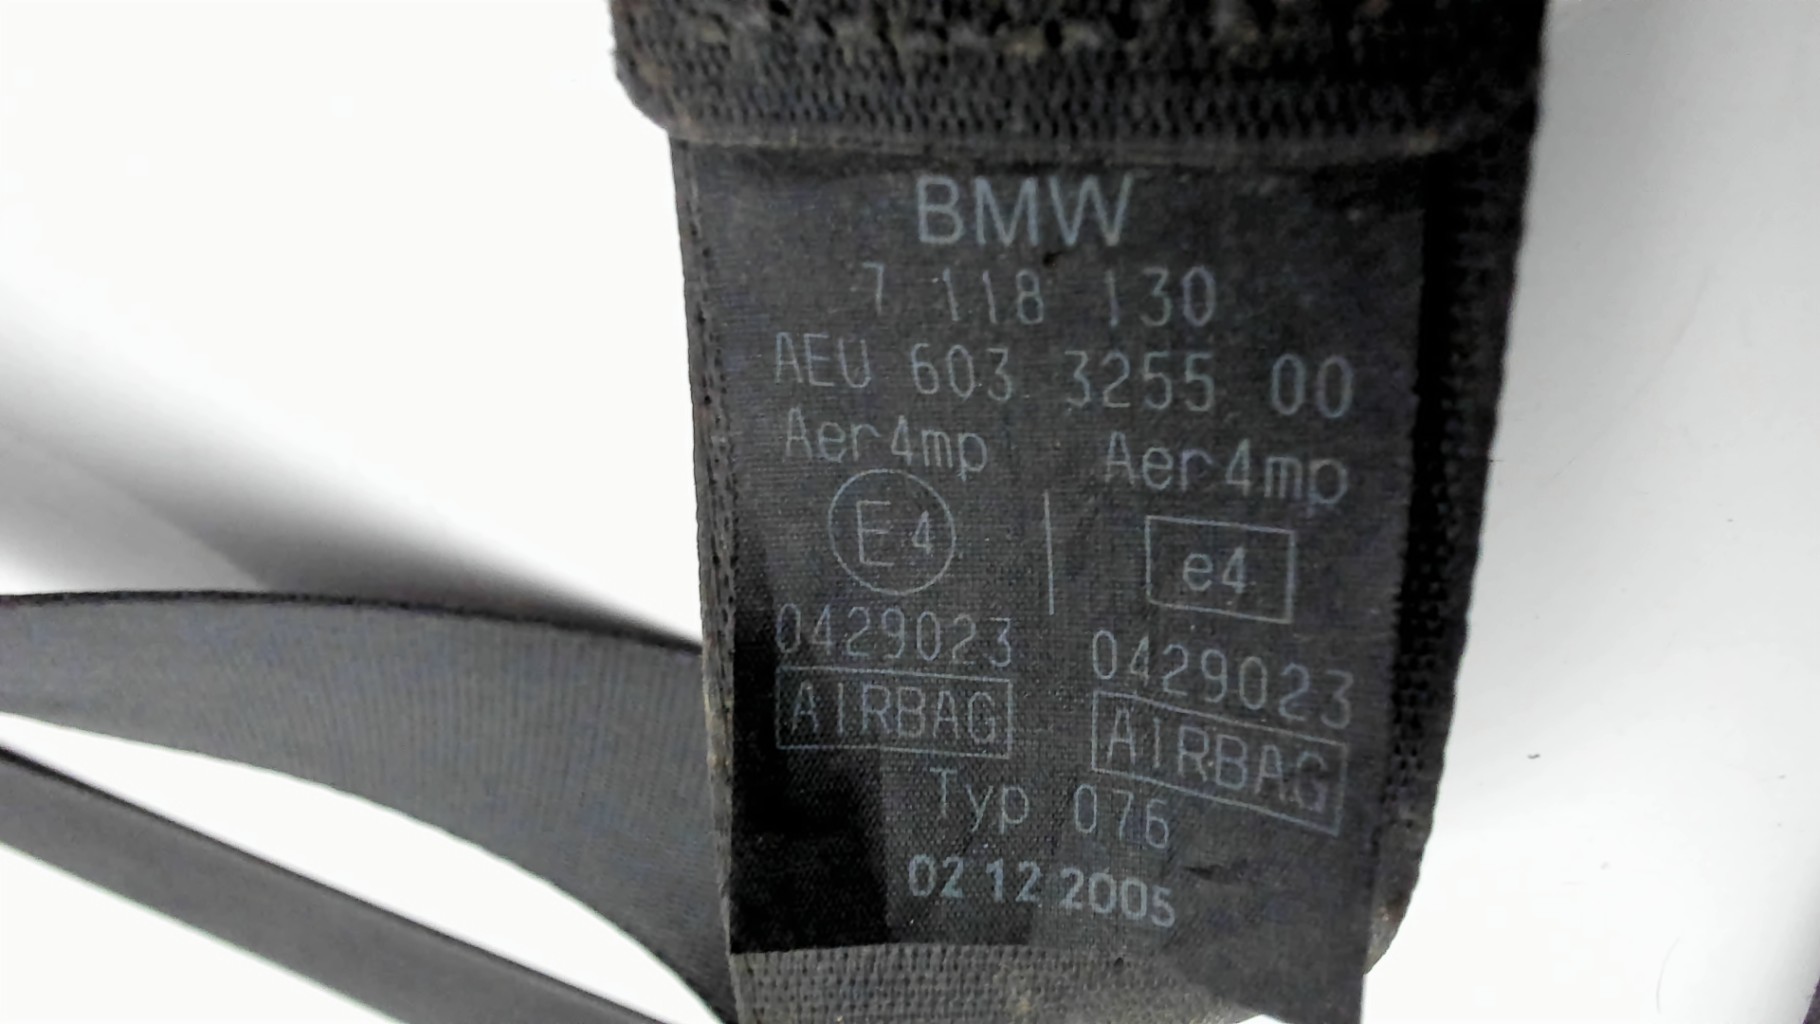 BMW
7 118 130
AEU 603 3255 00
Aer4mp Aer4mp
E4 e4
0429023 0429023
AIRBAG AIRBAG
Typ 076
02 12 2005